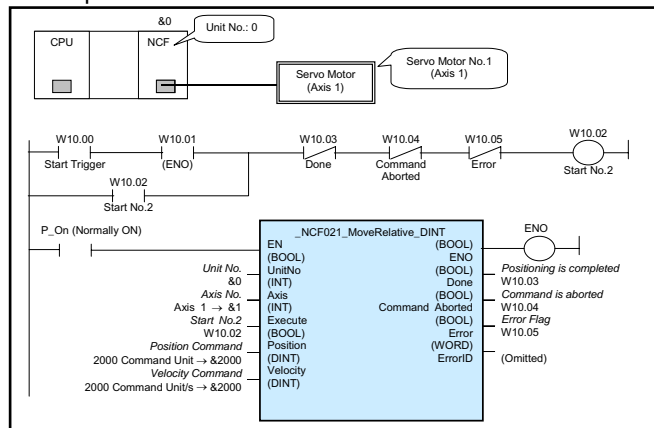 &0
Unit No.: 0
CPU
NCF
Servo Motor
(Axis 1)
Servo Motor No.1
(Axis 1)
W10.00
W10.01
W10.03
W10.04
W10.05
W10.02
Start Trigger
(ENO)
Done
Command
Aborted
Error
Start No.2
W10.02
Start No.2
P_On (Normally ON)
_NCF021_MoveRelative_DINT
ENO
EN
(BOOL)
(BOOL)
ENO
Unit No.
&0
UnitNo
(INT)
(BOOL)
Done
Positioning is completed
W10.03
Axis No.
Axis 1 → &1
Axis
(INT)
(BOOL)
Command Aborted
Command is aborted
W10.04
Start No.2
W10.02
Execute
(BOOL)
(BOOL)
Error
Error Flag
W10.05
Position Command
2000 Command Unit → &2000
Position
(DINT)
(WORD)
ErrorID
(Omitted)
Velocity Command
2000 Command Unit/s → &2000
Velocity
(DINT)